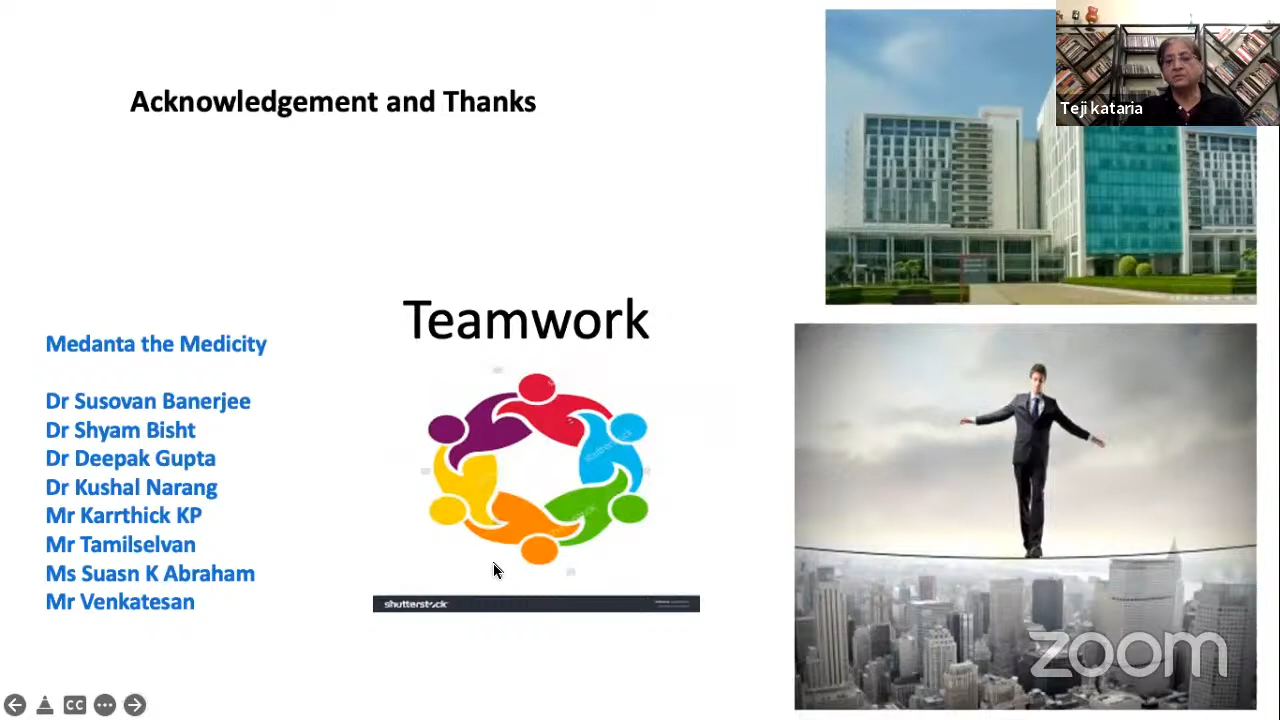 Acknowledgement and Thanks
Teji kataria
Teamwork
Medanta the Medicity
Dr Susovan Banerjee
Dr Shyam Bisht
Dr Deepak Gupta
Dr Kushal Narang
Mr Karrthick KP
Mr Tamilselvan
Ms Suasn K Abraham
Mr Venkatesan
shutterstock
zoom
CC